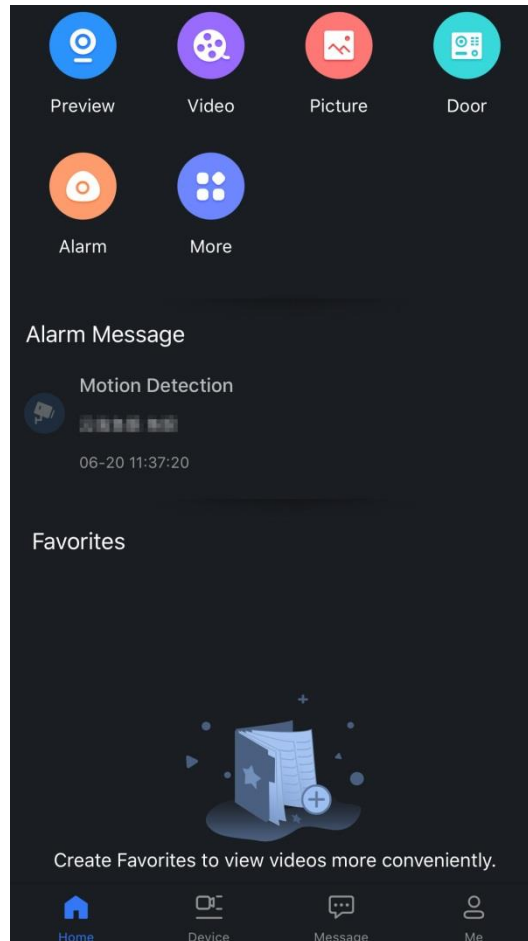 Preview
Video
Picture
Door
Alarm
More
Alarm Message
Motion Detection
06-20 11:37:20
Favorites
Create Favorites to view videos more conveniently.
Home
Device
Message
Me